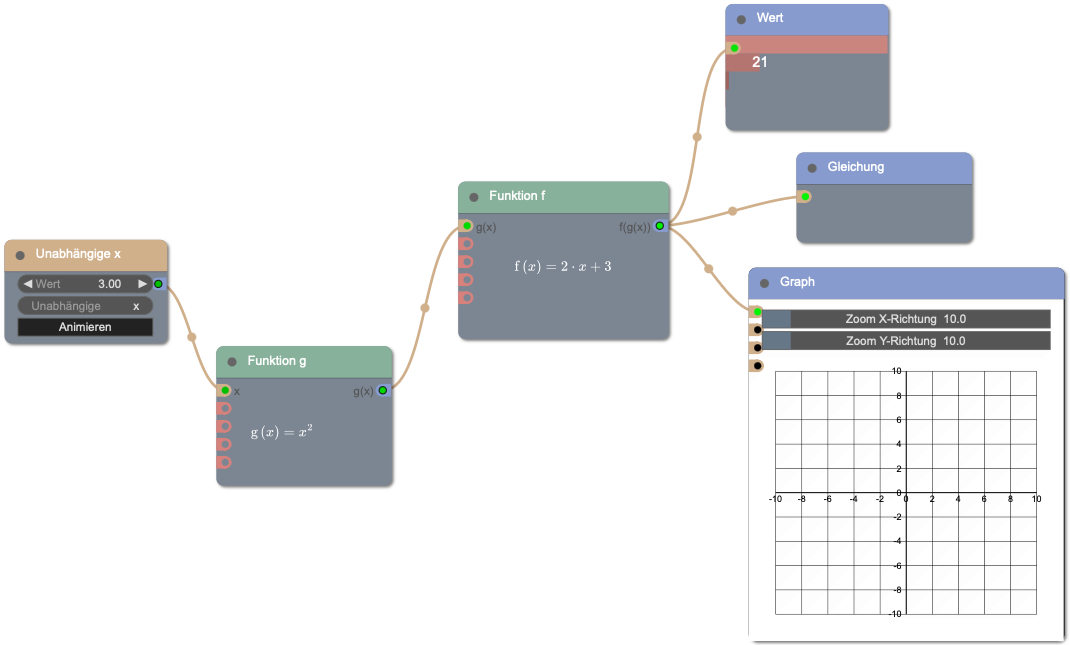 Unabhängige x
◀ Wert 3.00 ▶
Unabhängige x
Animieren
Funktion g
x g(x)
g (x) = x²
Funktion f
g(x) f(g(x))
f (x) = 2 · x + 3
Wert
21
Gleichung
Graph
Zoom X-Richtung 10.0
Zoom Y-Richtung 10.0
10
8
6
4
2
0
-10 -8 -6 -4 -2 0 2 4 6 8 10
-2
-4
-6
-8
-10